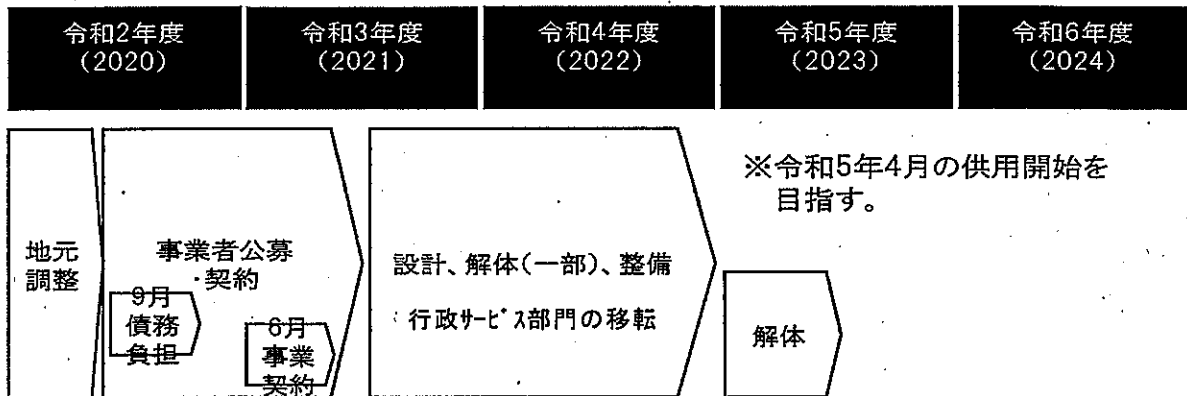 令和2年度
(2020)
令和3年度
(2021)
令和4年度
(2022)
令和5年度
(2023)
令和6年度
(2024)
地元
調整
事業者公募
・契約
9月
債務
負担
6月
事業
契約
設計、解体(一部)、整備
行政サービス部門の移転
※令和5年4月の供用開始を
目指す。
解体